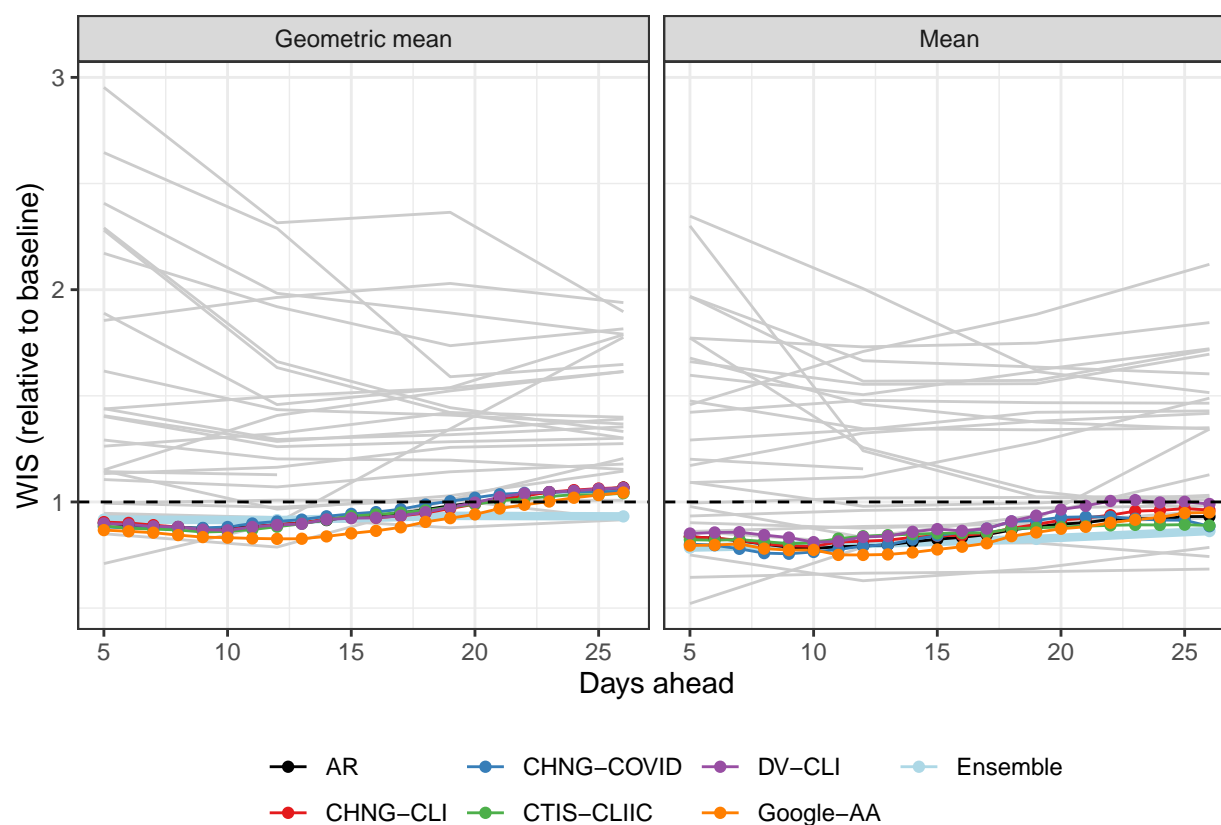 Geometric mean
Mean
WIS (relative to baseline)
3
2
1
5
10
15
20
25
5
10
15
20
25
Days ahead
AR
CHNG−COVID
DV−CLI
Ensemble
CHNG−CLI
CTIS−CLIIC
Google−AA